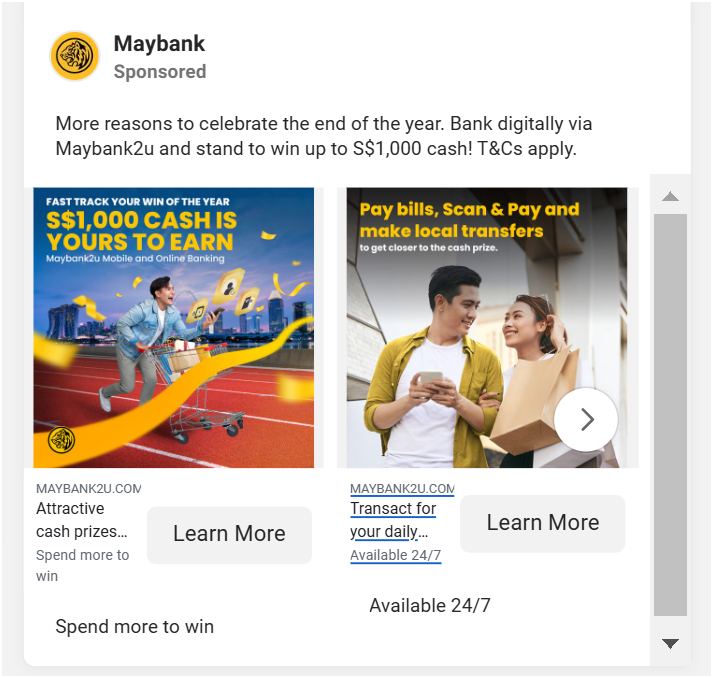 Maybank
Sponsored
More reasons to celebrate the end of the year. Bank digitally via
Maybank2u and stand to win up to S$1,000 cash! T&Cs apply.
FAST TRACK YOUR WIN OF THE YEAR
S$1,000 CASH IS
YOURS TO EARN
Maybank2u Mobile and Online Banking
Pay bills, Scan & Pay and
make local transfers
to get closer to the cash prize.
MAYBANK2U.COM
Attractive
cash prizes...
Spend more to
win
Learn More
Spend more to win
MAYBANK2U.COM
Transact for
your daily...
Available 24/7
Learn More
Available 24/7